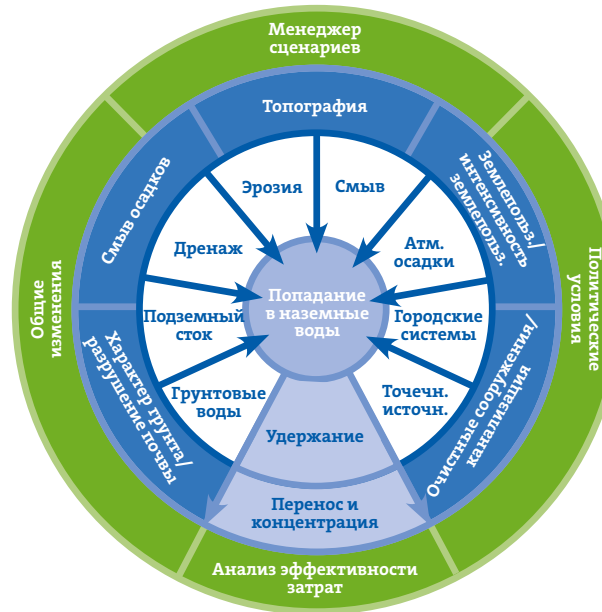 Менеджер
сценариев
Топография
Смыв осадков
Землепольз./
интенсивность
землепольз.
Эрозия
Смыв
Дренаж
Атм.
осадки
Общие
изменения
Политические
условия
Попадание
в наземные
воды
Подземный
сток
Городские
системы
Грунтовые
воды
Точечн.
источн.
Характер грунта/
разрушение почвы
Очистные сооружения/
канализация
Удержание
Перенос и
концентрация
Анализ эффективности
затрат